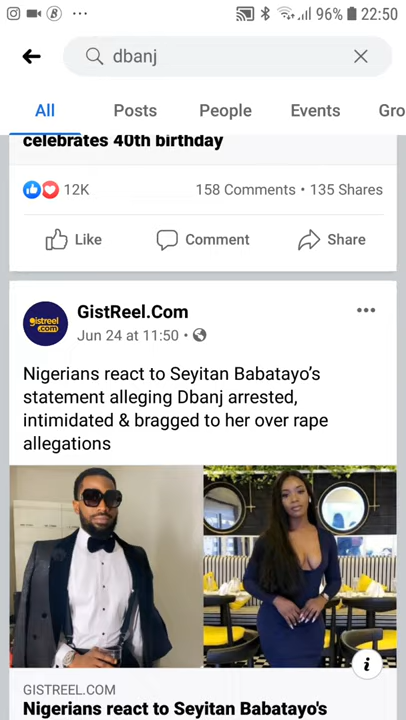 96% 22:50
dbanj
All Posts People Events Gro
celebrates 40th birthday
12K 158 Comments • 135 Shares
Like Comment Share
gistreel
.com
GistReel.Com
Jun 24 at 11:50 •
Nigerians react to Seyitan Babatayo’s
statement alleging Dbanj arrested,
intimidated & bragged to her over rape
allegations
i
GISTREEL.COM
Nigerians react to Seyitan Babatayo's